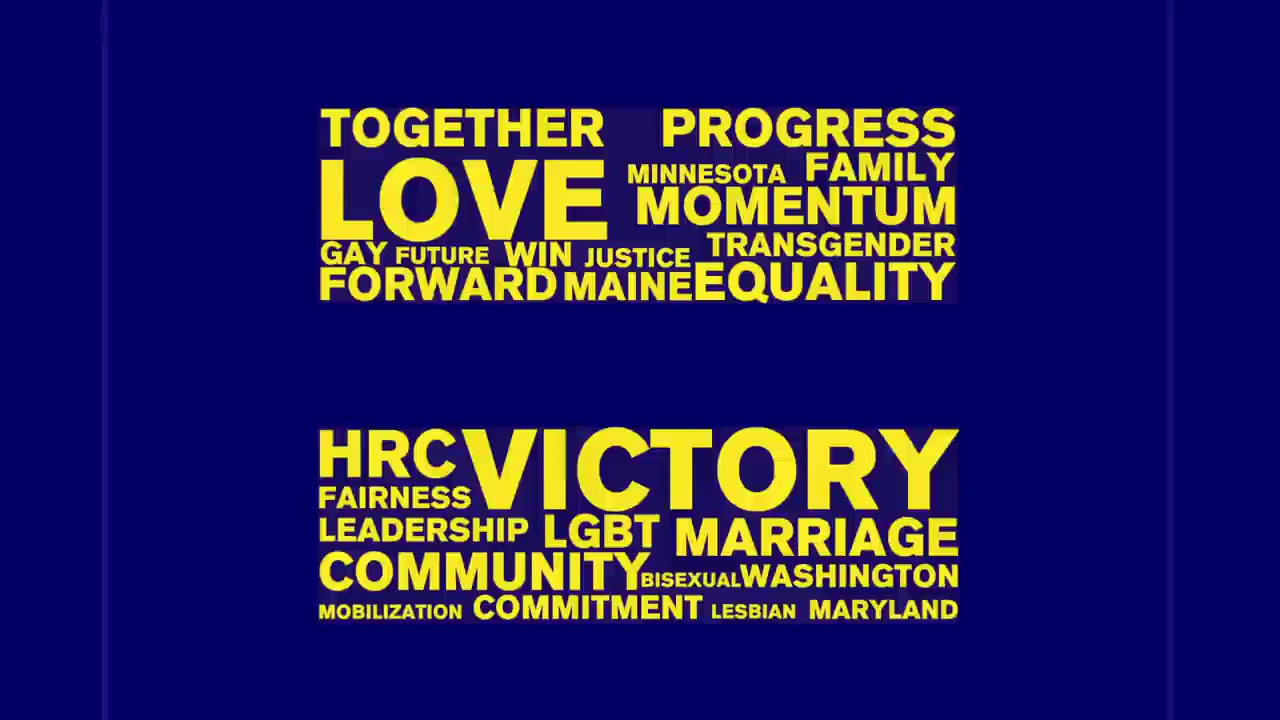 TOGETHER PROGRESS
LOVE MINNESOTA FAMILY
MOMENTUM
GAY FUTURE WIN JUSTICE TRANSGENDER
FORWARD MAINE EQUALITY
HRC VICTORY
FAIRNESS
LEADERSHIP LGBT MARRIAGE
COMMUNITY BISEXUAL WASHINGTON
MOBILIZATION COMMITMENT LESBIAN MARYLAND